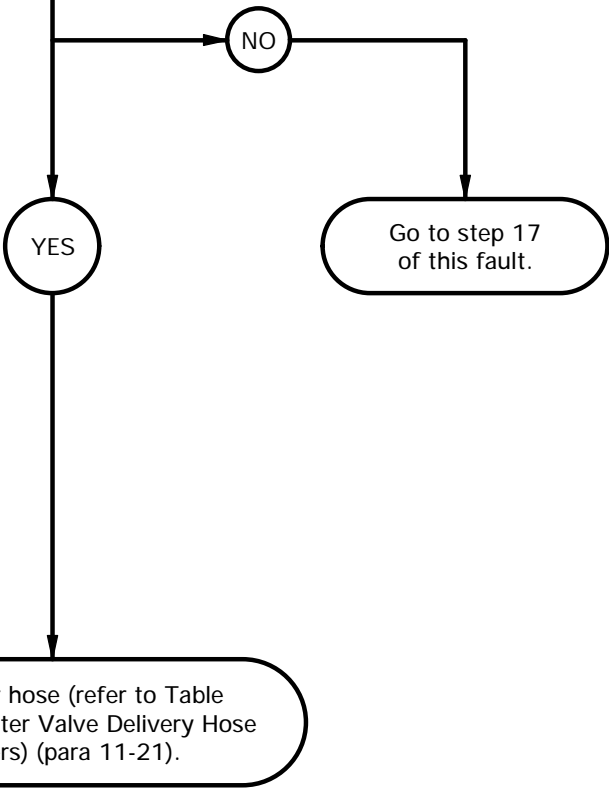 NO
YES
Go to step 17
of this fault.
hose (refer to Table
ter Valve Delivery Hose
rs) (para 11-21).